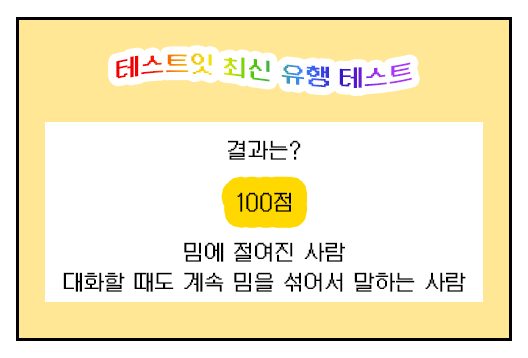 테스트잇 최신 유행 테스트
결과는?
100점
밈에 절여진 사람
대화할 때도 계속 밈을 섞어서 말하는 사람